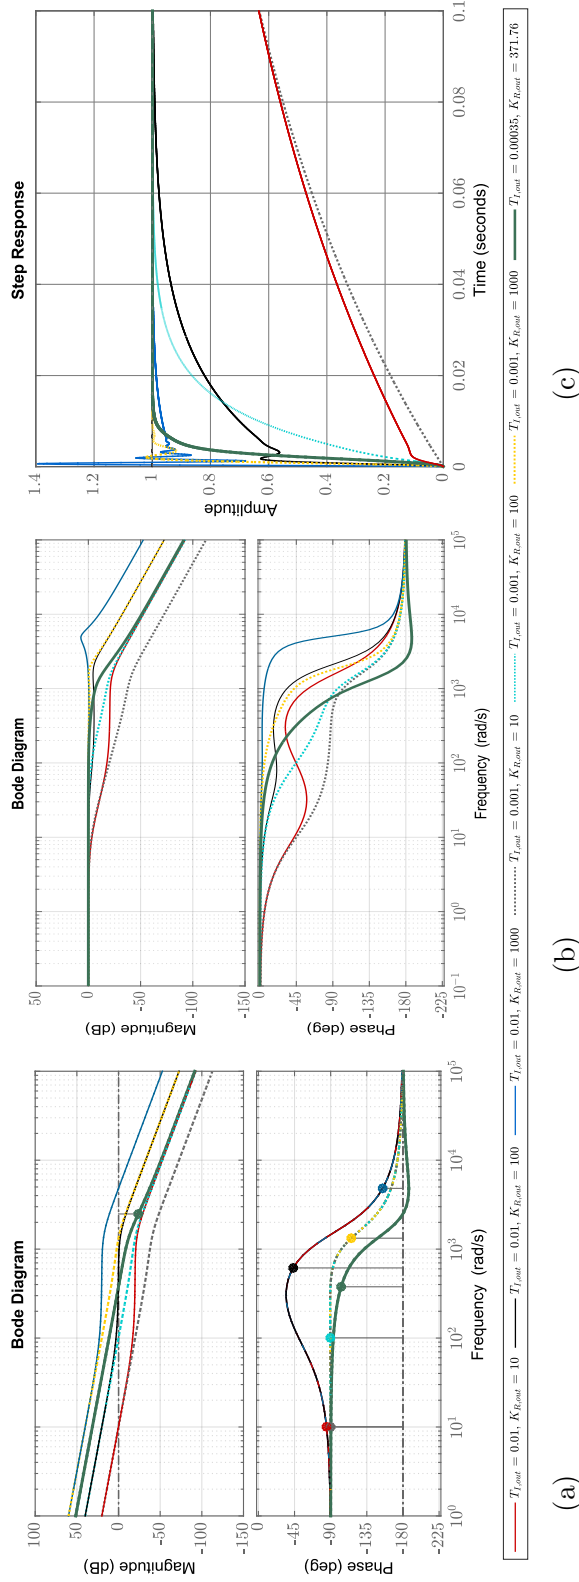 Bode Diagram
Magnitude (dB)
100
50
0
-50
-100
-150
Phase (deg)
0
-45
-90
-135
-180
-225
10^0 10^1 10^2 10^3 10^4 10^5
Frequency (rad/s)
(a)
Bode Diagram
Magnitude (dB)
50
0
-50
-100
-150
Phase (deg)
0
-45
-90
-135
-180
-225
10^-1 10^0 10^1 10^2 10^3 10^4 10^5
Frequency (rad/s)
(b)
Step Response
Amplitude
1.4
1.2
1
0.8
0.6
0.4
0.2
0
0 0.02 0.04 0.06 0.08 0.1
Time (seconds)
(c)
T_{I,out} = 0.01, K_{R,out} = 10 T_{I,out} = 0.01, K_{R,out} = 100 T_{I,out} = 0.01, K_{R,out} = 1000 T_{I,out} = 0.001, K_{R,out} = 10 T_{I,out} = 0.001, K_{R,out} = 100 T_{I,out} = 0.001, K_{R,out} = 1000 T_{I,out} = 0.00035, K_{R,out} = 371.76